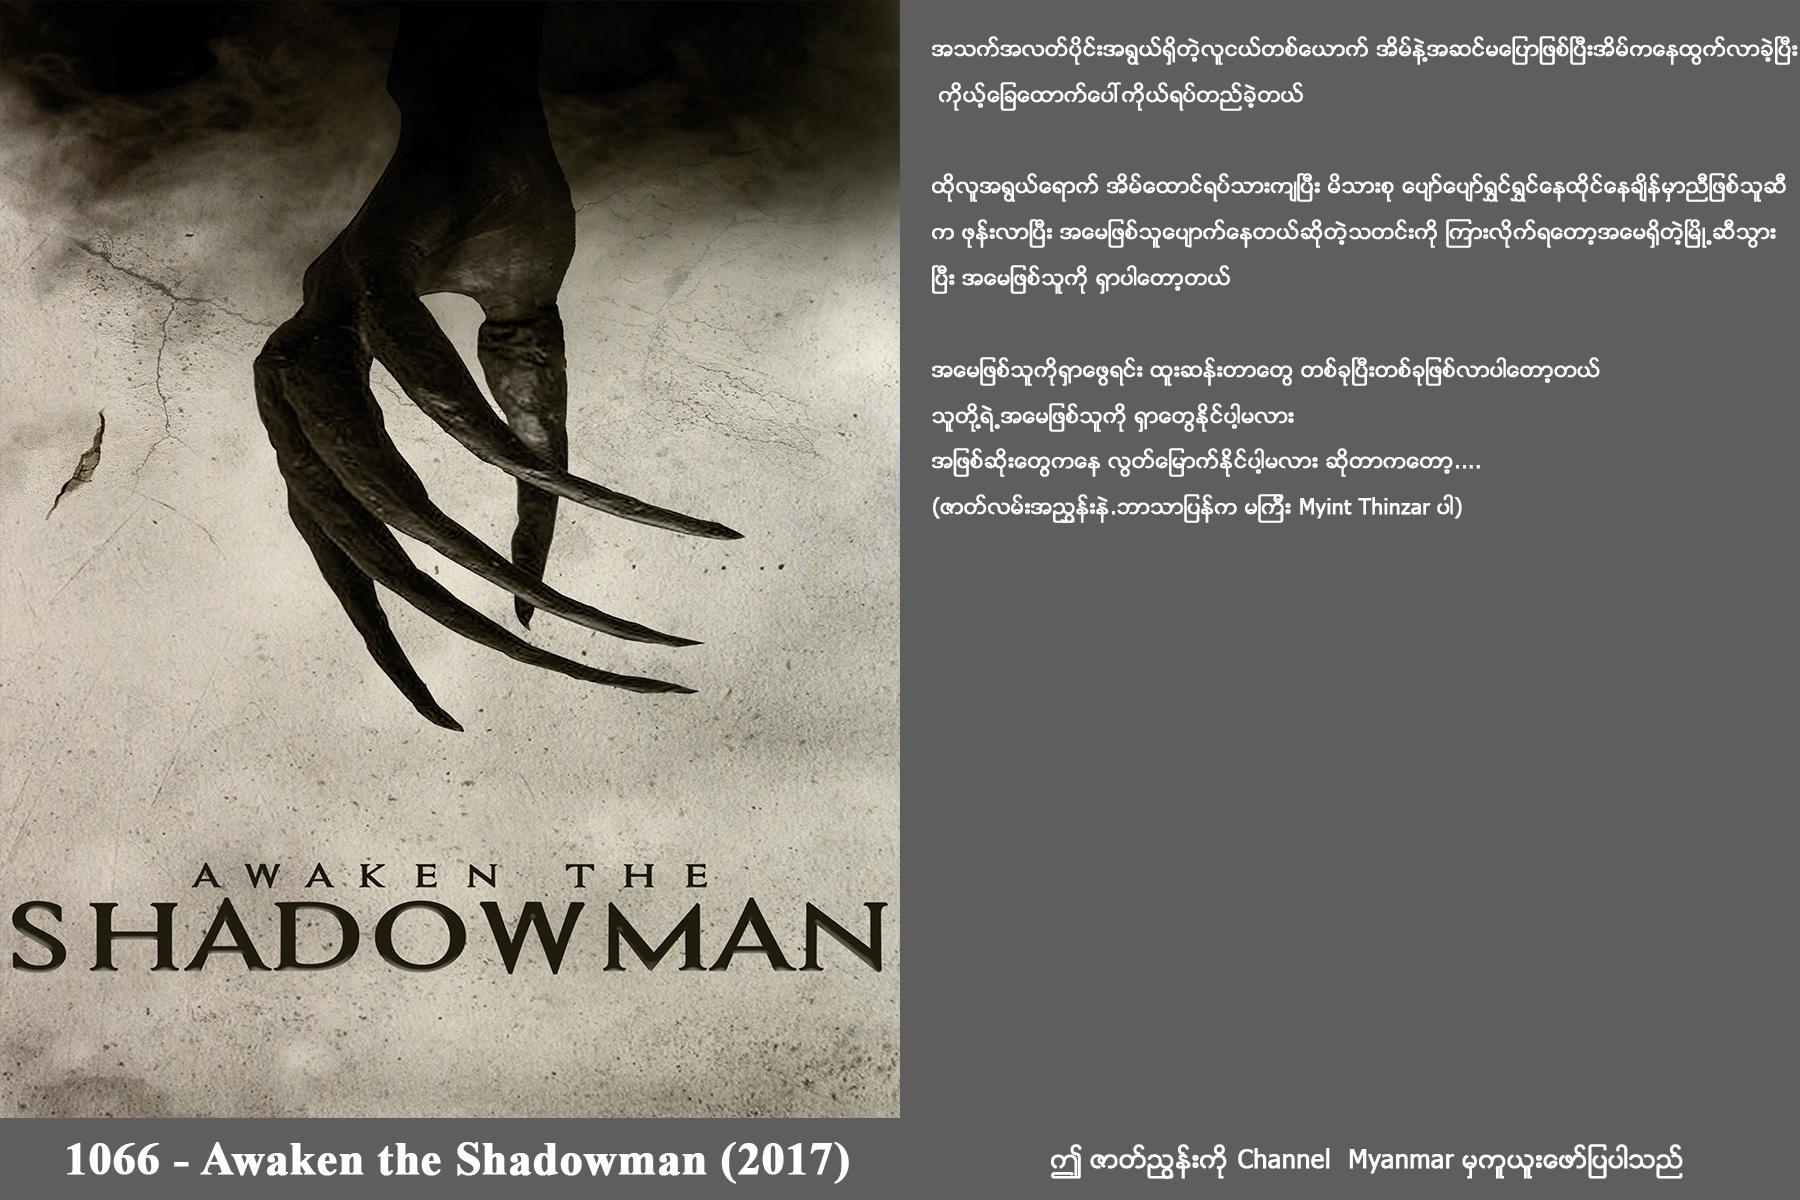 AWAKEN THE
SHADOWMAN
1066 - Awaken the Shadowman (2017)
အသက်အလတ်ပိုင်းအရွယ်ရှိတဲ့လူငယ်တစ်ယောက် အိမ်နဲ့အဆင်မပြောဖြစ်ပြီးအိမ်ကနေထွက်လာခဲ့ပြီး
ကိုယ့်ခြေထောက်ပေါ်ကိုယ်ရပ်တည်ခဲ့တယ်
ထိုလူအရွယ်ရောက် အိမ်ထောင်ရပ်သားကျပြီး မိသားစု ပျော်ပျော်ရွှင်ရွှင်နေထိုင်နေချိန်မှာညီဖြစ်သူဆီ
က ဖုန်းလာပြီး အမေဖြစ်သူပျောက်နေတယ်ဆိုတဲ့သတင်းကို ကြားလိုက်ရတော့အမေရှိတဲ့မြို့ဆီသွား
ပြီး အမေဖြစ်သူကို ရှာပါတော့တယ်
အမေဖြစ်သူကိုရှာဖွေရင်း ထူးဆန်းတာတွေ တစ်ခုပြီးတစ်ခုဖြစ်လာပါတော့တယ်
သူတို့ရဲ့အမေဖြစ်သူကို ရှာတွေနိုင်ပါ့မလား
အဖြစ်ဆိုးတွေကနေ လွတ်မြောက်နိုင်ပါ့မလား ဆိုတာကတော့....
(ဇာတ်လမ်းအညွှန်းနဲ.ဘာသာပြန်က မကြီး Myint Thinzar ပါ)
ဤ ဇာတ်ညွှန်းကို Channel Myanmar မှကူယူးဖော်ပြပါသည်